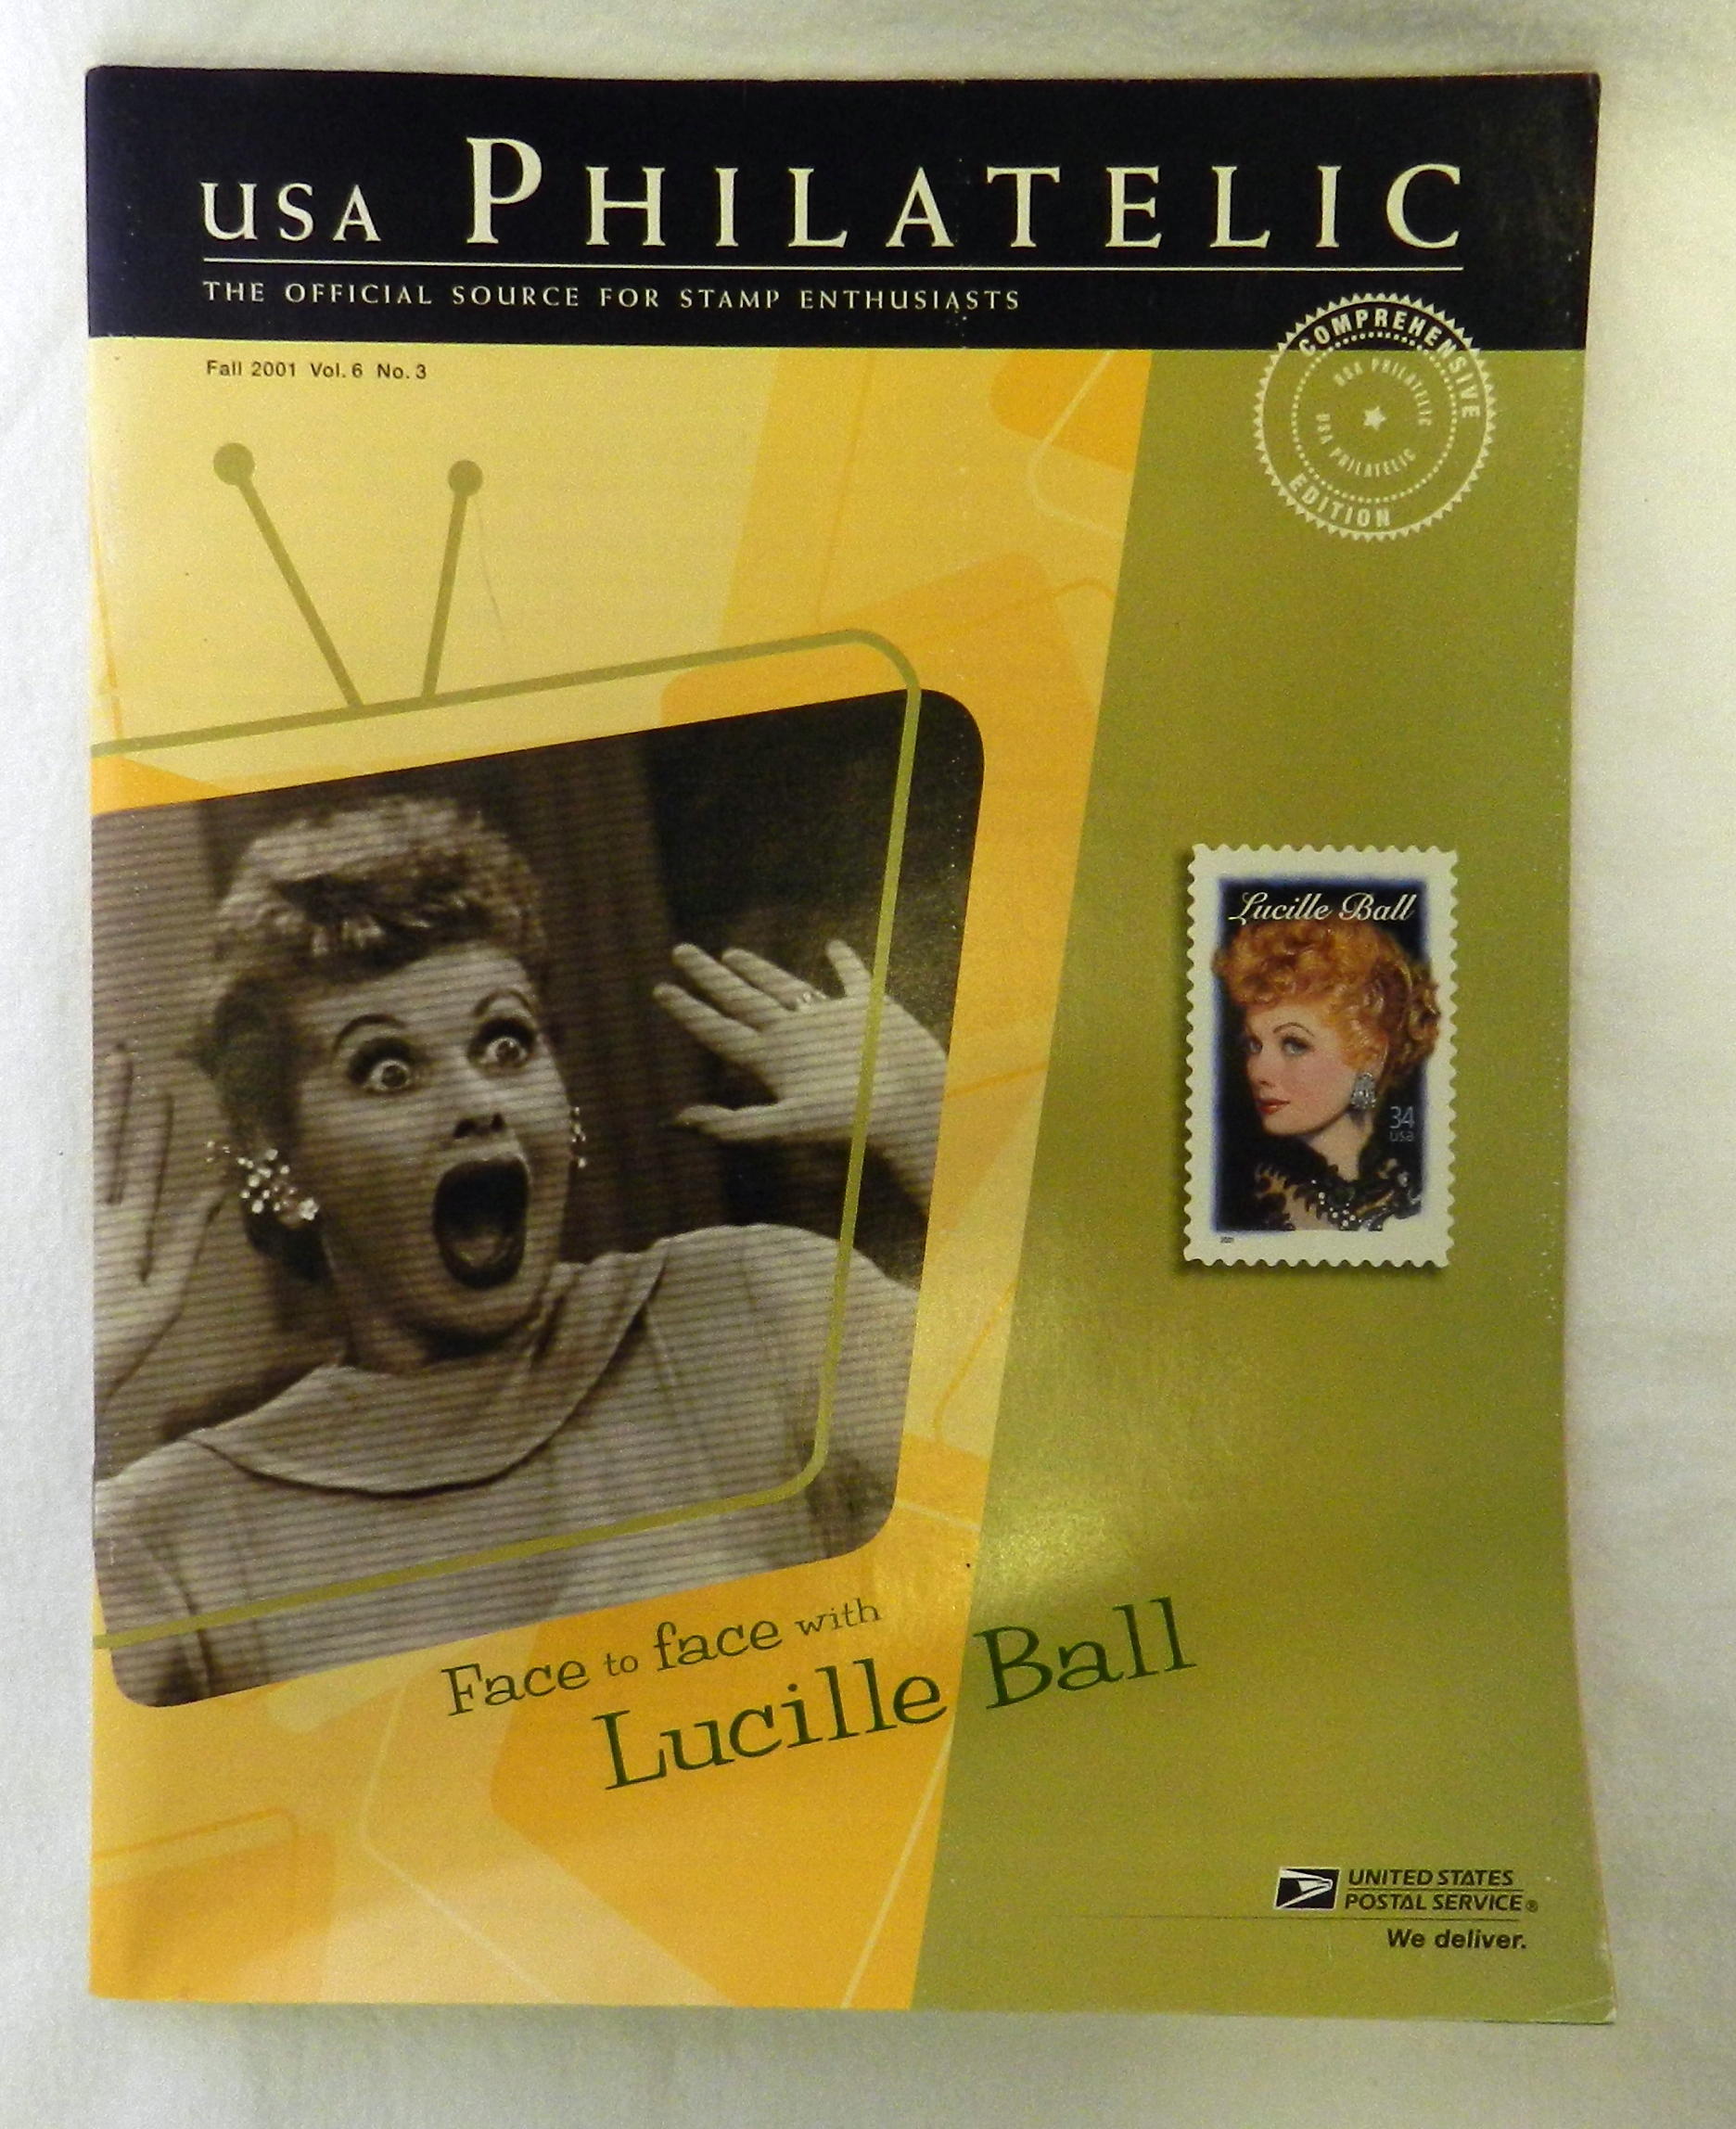 USA PHILATELIC
THE OFFICIAL SOURCE FOR STAMP ENTHUSIASTS
Fall 2001 Vol. 6 No. 3
COMPREHENSIVE
USA PHILATELIC
USA PHILATELIC
EDITION
Lucille Ball
34
usa
2001
Face to face with
Lucille Ball
UNITED STATES
POSTAL SERVICE®
We deliver.